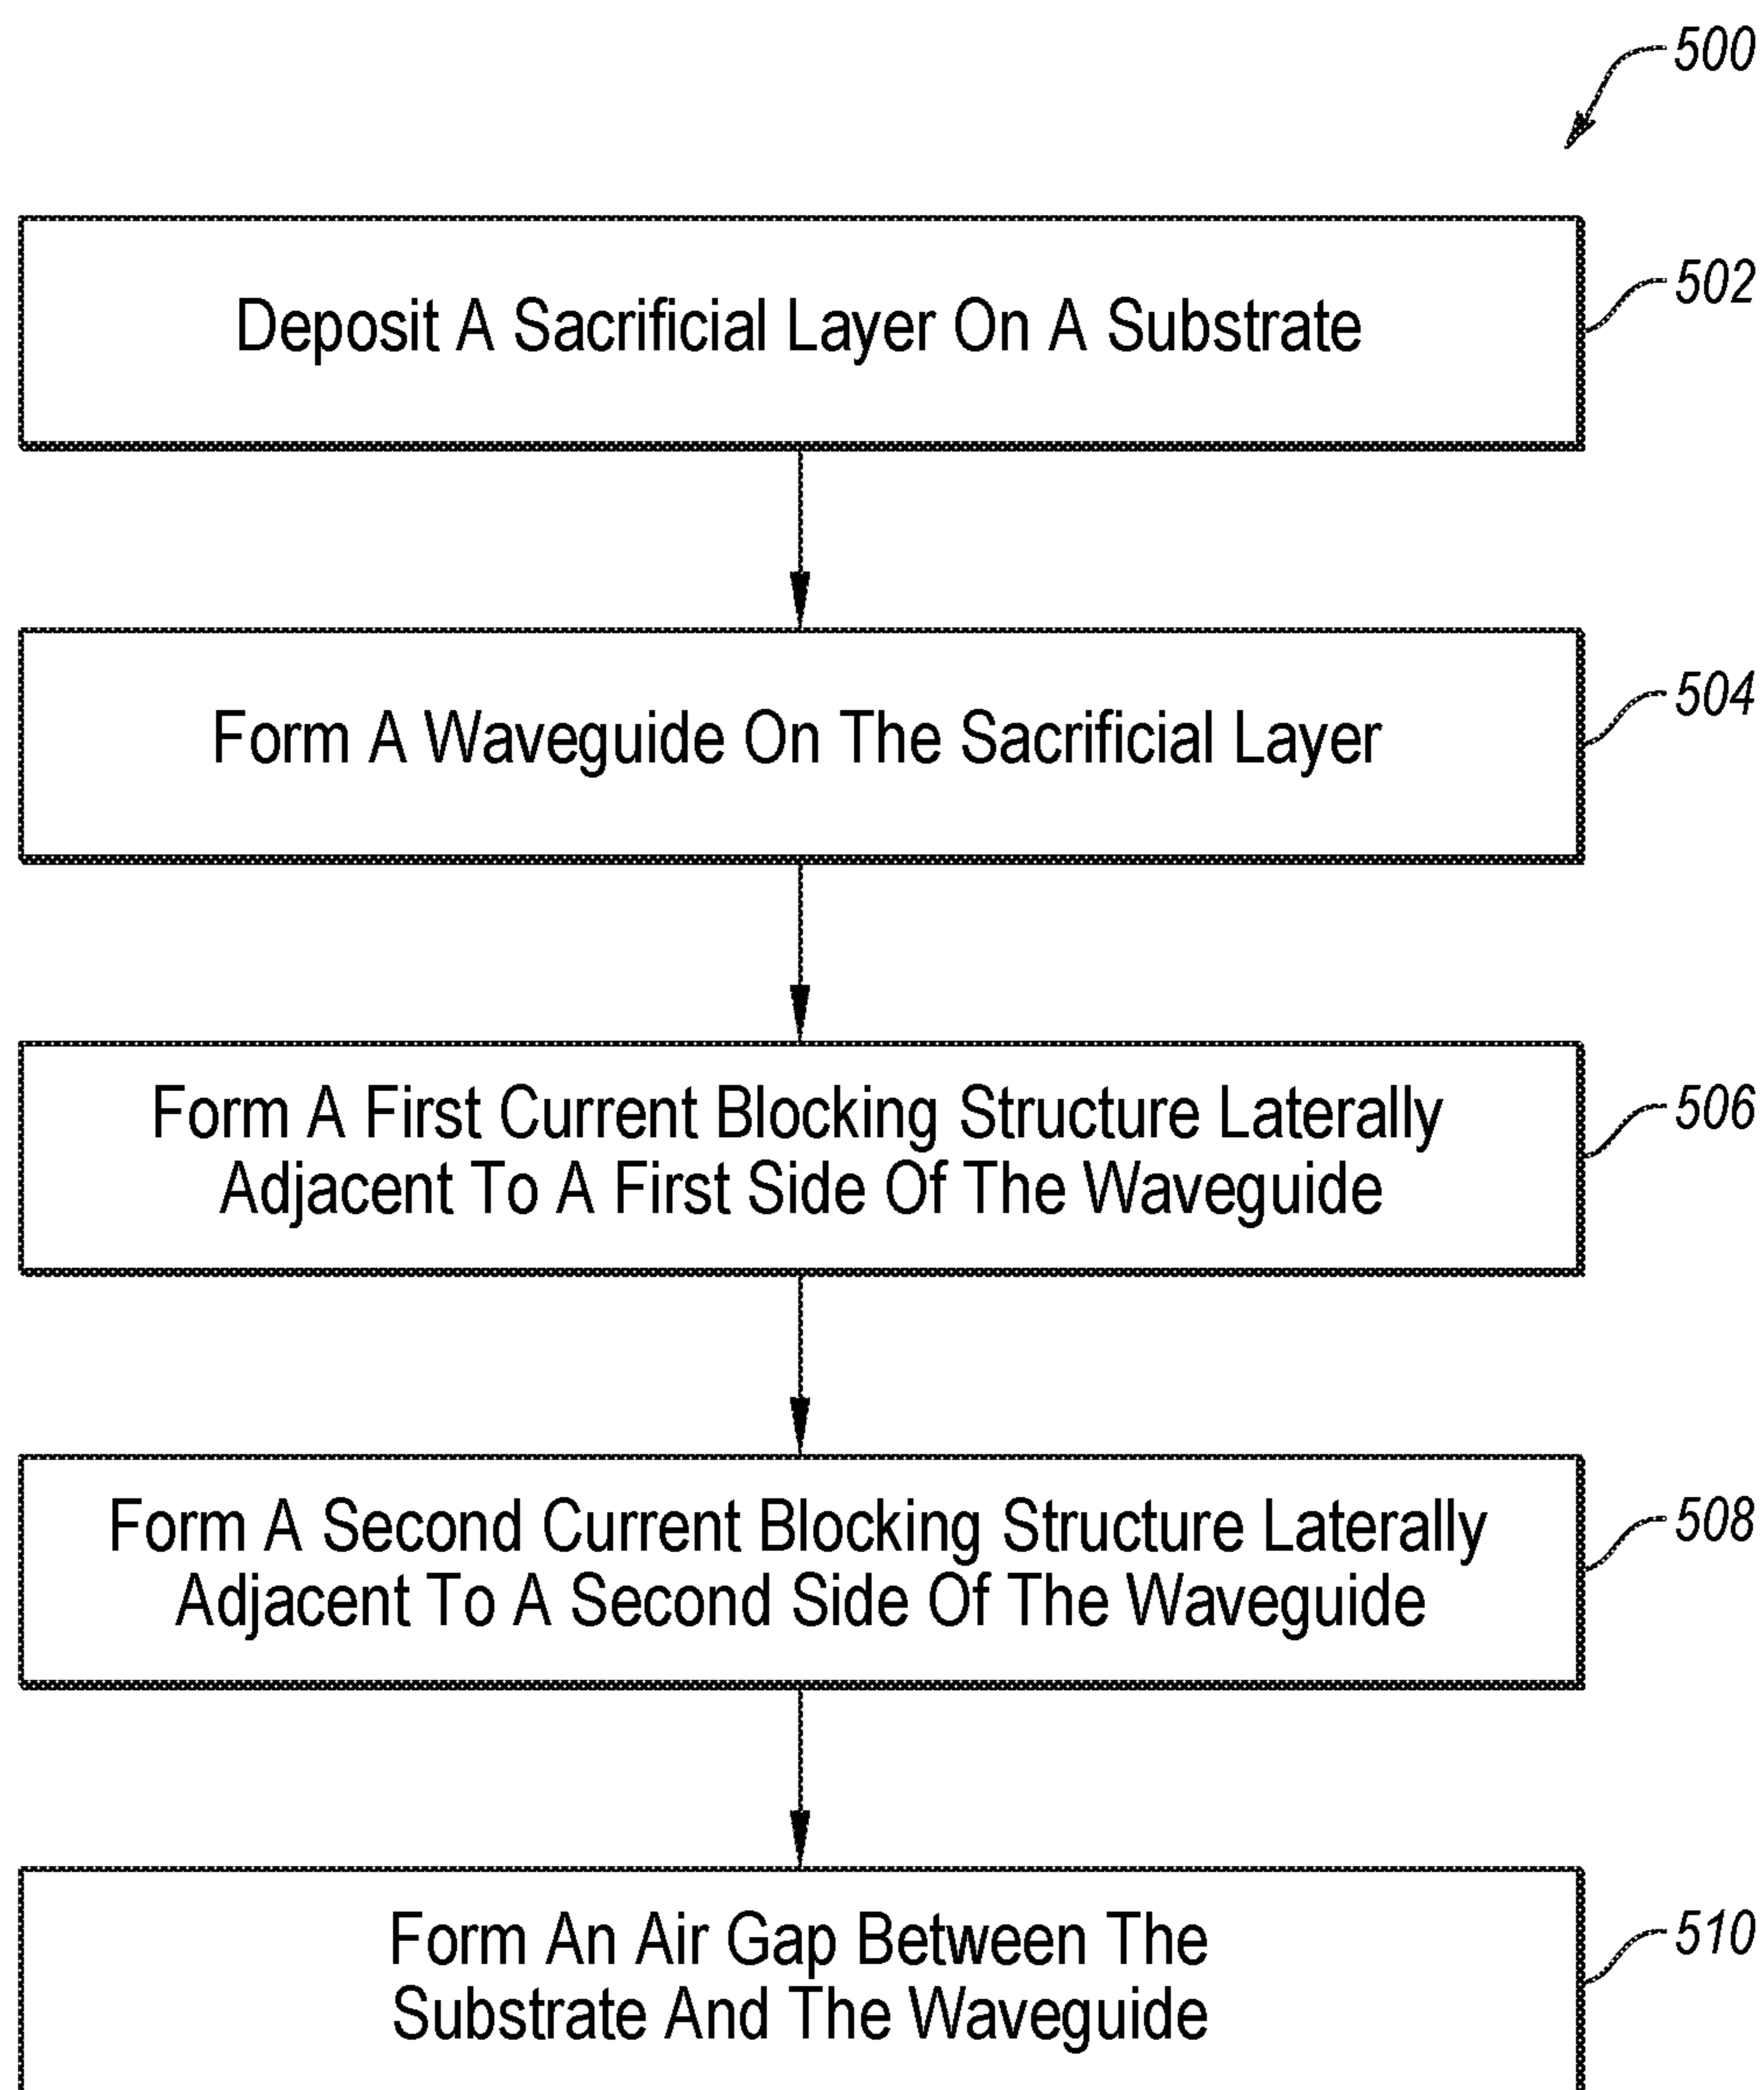 500
Deposit A Sacrificial Layer On A Substrate
502
Form A Waveguide On The Sacrificial Layer
504
Form A First Current Blocking Structure Laterally
Adjacent To A First Side Of The Waveguide
506
Form A Second Current Blocking Structure Laterally
Adjacent To A Second Side Of The Waveguide
508
Form An Air Gap Between The
Substrate And The Waveguide
510